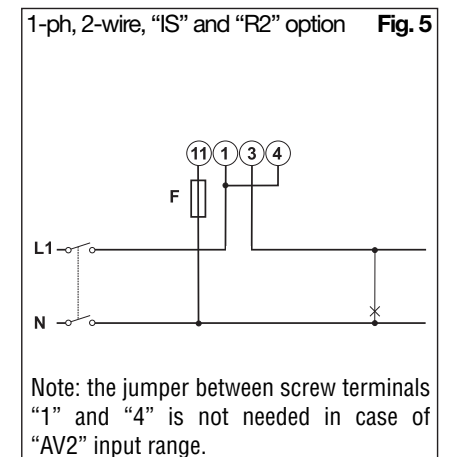 1-ph, 2-wire, “IS” and “R2” option Fig. 5
11 1 3 4
F
L1
N
Note: the jumper between screw terminals
“1” and “4” is not needed in case of
“AV2” input range.